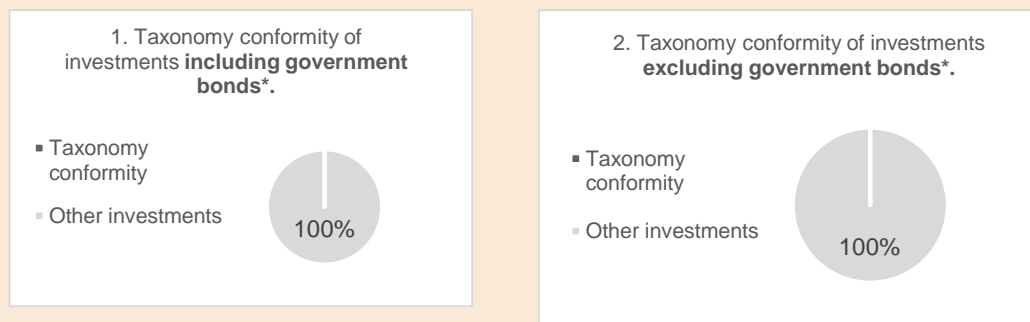 1. Taxonomy conformity of
investments including government
bonds*.
Taxonomy
conformity
Other investments
100%
2. Taxonomy conformity of investments
excluding government bonds*.
Taxonomy
conformity
Other investments
100%